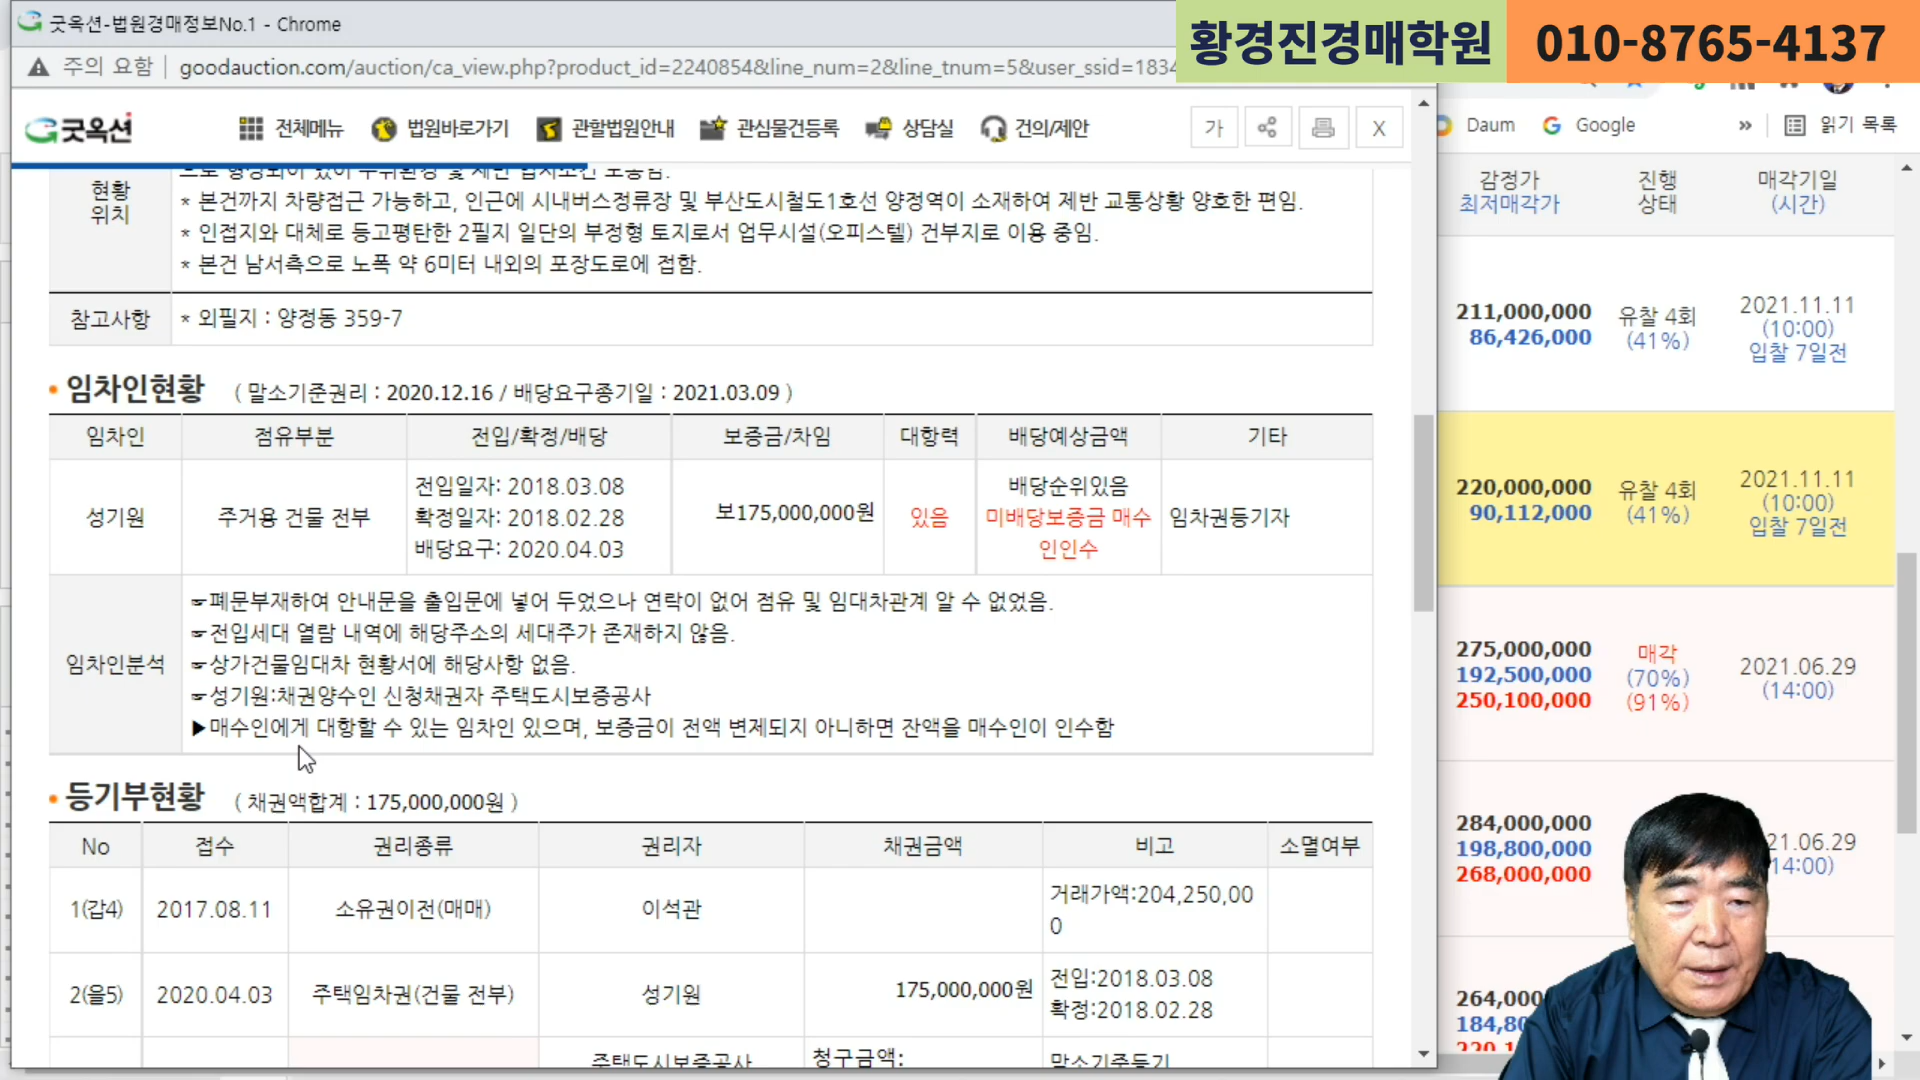 굿옥션-법원경매정보No.1 - Chrome
황경진경매학원
010-8765-4137
주의 요함
goodauction.com/auction/ca_view.php?product_id=2240854&line_num=2&line_tnum=5&user_ssid=1834
굿옥션
전체메뉴
법원바로가기
관할법원안내
관심물건등록
상담실
건의/제안
가
X
Daum
Google
»
읽기 목록
현황
위치
* 본건까지 차량접근 가능하고, 인근에 시내버스정류장 및 부산도시철도1호선 양정역이 소재하여 제반 교통상황 양호한 편임.
* 인접지와 대체로 등고평탄한 2필지 일단의 부정형 토지로서 업무시설(오피스텔) 건부지로 이용 중임.
* 본건 남서측으로 노폭 약 6미터 내외의 포장도로에 접함.
참고사항
* 외필지 : 양정동 359-7
임차인현황 ( 말소기준권리 : 2020.12.16 / 배당요구종기일 : 2021.03.09 )
임차인 점유부분 전입/확정/배당 보증금/차임 대항력 배당예상금액 기타
성기원
주거용 건물 전부
전입일자: 2018.03.08
확정일자: 2018.02.28
배당요구: 2020.04.03
보175,000,000원
있음
배당순위있음
미배당보증금 매수
인인수
임차권등기자
임차인분석
☞폐문부재하여 안내문을 출입문에 넣어 두었으나 연락이 없어 점유 및 임대차관계 알 수 없었음.
☞전입세대 열람 내역에 해당주소의 세대주가 존재하지 않음.
☞상가건물임대차 현황서에 해당사항 없음.
☞성기원:채권양수인 신청채권자 주택도시보증공사
▶매수인에게 대항할 수 있는 임차인 있으며, 보증금이 전액 변제되지 아니하면 잔액을 매수인이 인수함
등기부현황 ( 채권액합계 : 175,000,000원 )
No 접수 권리종류 권리자 채권금액 비고 소멸여부
1(갑4)
2017.08.11
소유권이전(매매)
이석관
거래가액:204,250,00
0
2(을5)
2020.04.03
주택임차권(건물 전부)
성기원
175,000,000원
전입:2018.03.08
확정:2018.02.28
주택도시보증공사
청구금액:
말소기준등기
감정가
최저매각가
진행
상태
매각기일
(시간)
211,000,000
86,426,000
유찰 4회
(41%)
2021.11.11
(10:00)
입찰 7일전
220,000,000
90,112,000
유찰 4회
(41%)
2021.11.11
(10:00)
입찰 7일전
275,000,000
192,500,000
250,100,000
매각
(70%)
(91%)
2021.06.29
(14:00)
284,000,000
198,800,000
268,000,000
21.06.29
14:00)
264,000
184,80
220,1